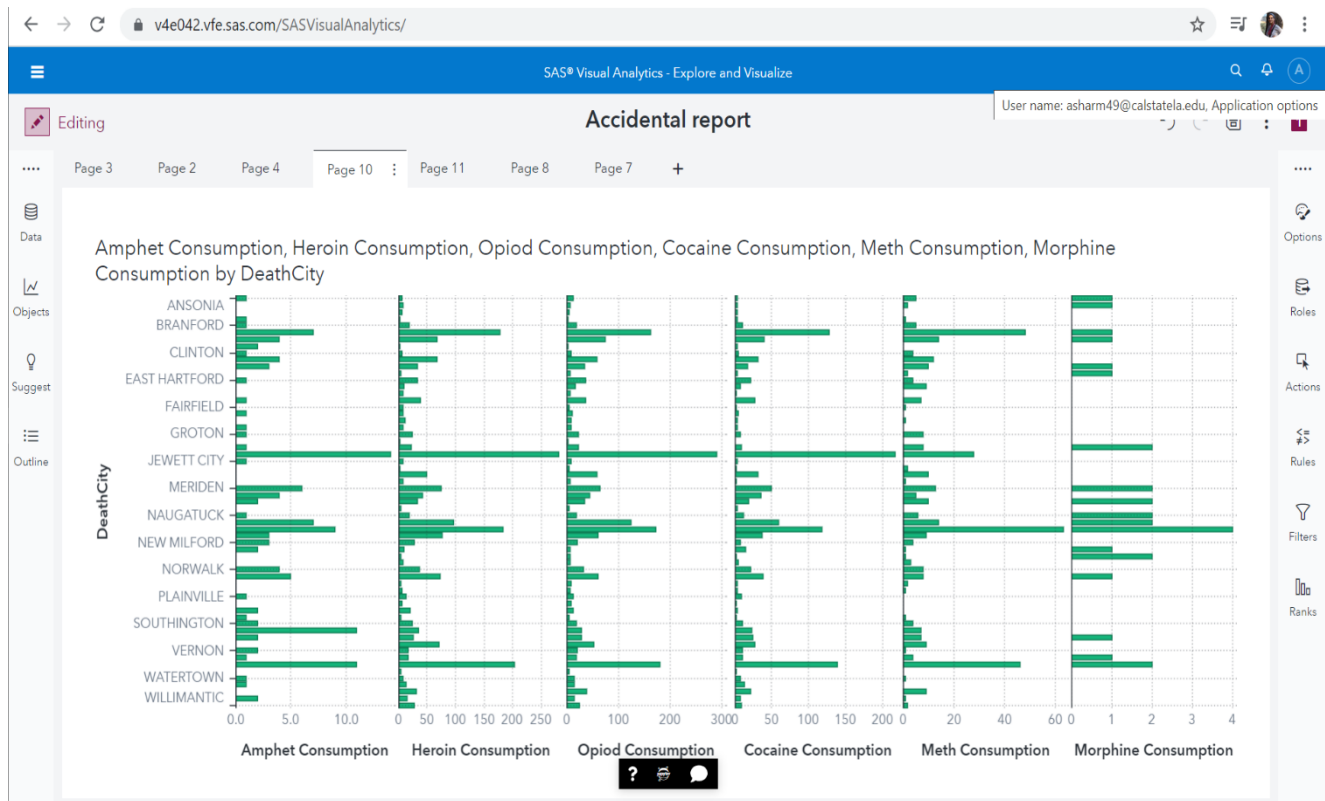 v4e042.vfe.sas.com/SASVisualAnalytics/
SAS® Visual Analytics - Explore and Visualize
A
User name: asharm49@calstatela.edu, Application options
Editing
Accidental report
Page 3 Page 2 Page 4 Page 10 Page 11 Page 8 Page 7 +
Data
Objects
Suggest
Outline
Options
Roles
Actions
Rules
Filters
Ranks
Amphet Consumption, Heroin Consumption, Opiod Consumption, Cocaine Consumption, Meth Consumption, Morphine
Consumption by DeathCity
DeathCity
ANSONIA
BRANFORD
CLINTON
EAST HARTFORD
FAIRFIELD
GROTON
JEWETT CITY
MERIDEN
NAUGATUCK
NEW MILFORD
NORWALK
PLAINVILLE
SOUTHINGTON
VERNON
WATERTOWN
WILLIMANTIC
0.0 5.0 10.0 0 50 100 150 200 250 0 100 200 300 0 50 100 150 200 0 20 40 60 0 1 2 3 4
Amphet Consumption Heroin Consumption Opiod Consumption Cocaine Consumption Meth Consumption Morphine Consumption
?